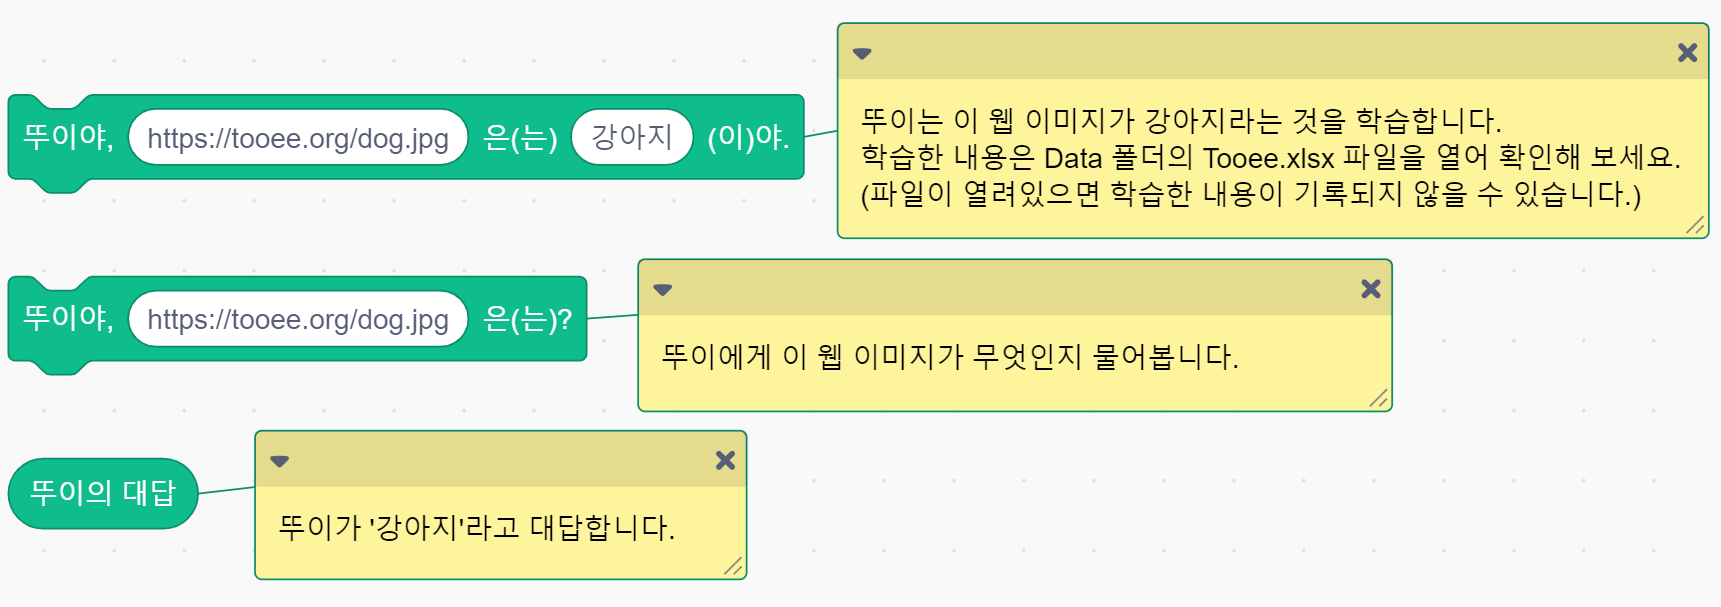 뚜이야, https://tooee.org/dog.jpg 은(는) 강아지 (이)야.
뚜이는 이 웹 이미지가 강아지라는 것을 학습합니다.
학습한 내용은 Data 폴더의 Tooee.xlsx 파일을 열어 확인해 보세요.
(파일이 열려있으면 학습한 내용이 기록되지 않을 수 있습니다.)
뚜이야, https://tooee.org/dog.jpg 은(는)?
뚜이에게 이 웹 이미지가 무엇인지 물어봅니다.
뚜이의 대답
뚜이가 '강아지'라고 대답합니다.